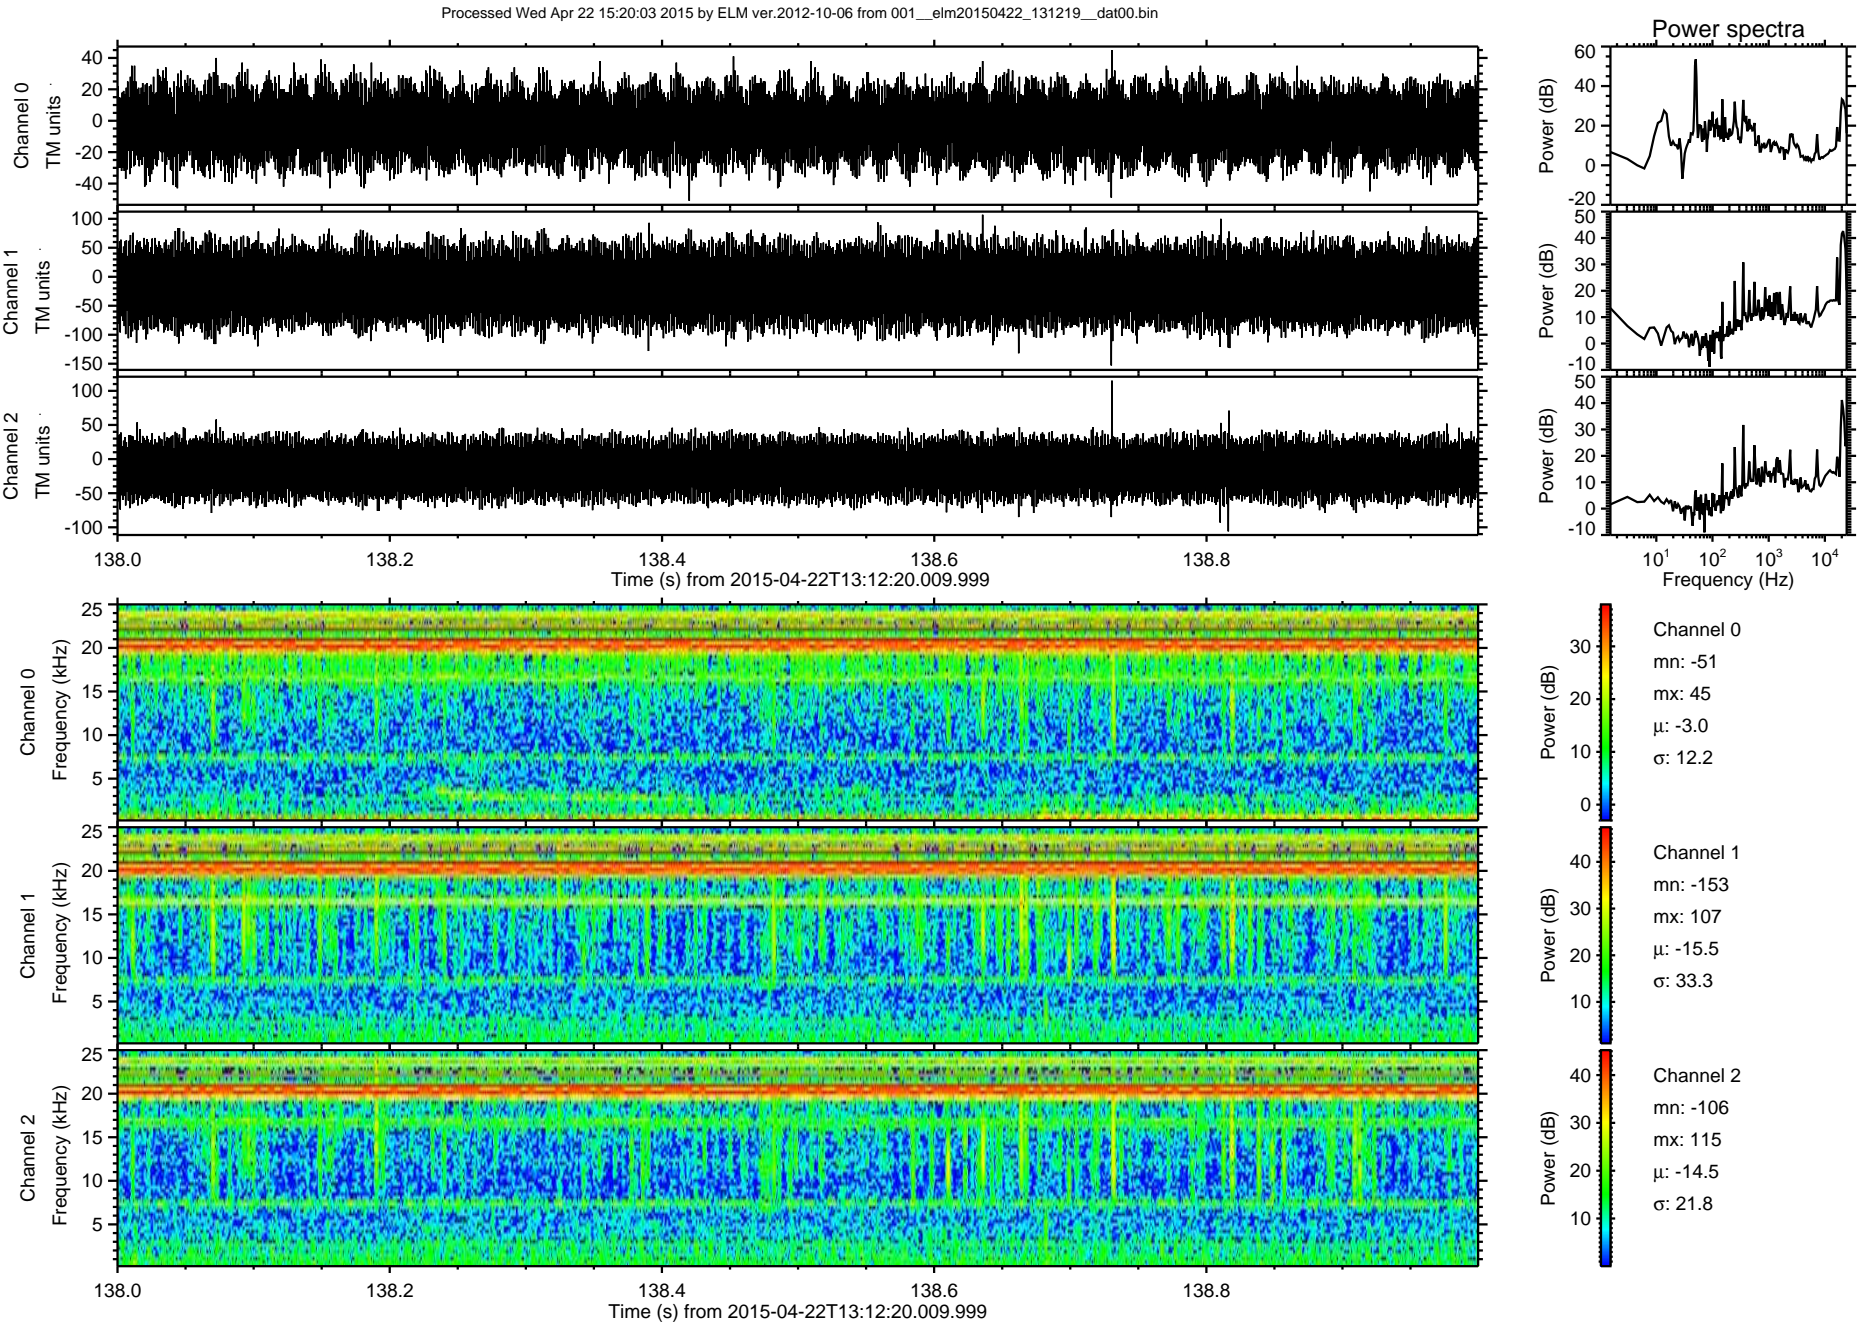 Processed Wed Apr 22 15:20:03 2015 by ELM ver.2012-10-06 from 001__elm20150422_131219__dat00.bin
Power spectra
Channel 0
TM units
40
20
0
-20
-40
Power (dB)
60
40
20
0
-20
Channel 1
TM units
100
50
0
-50
-100
-150
Power (dB)
50
40
30
20
10
0
-10
Channel 2
TM units
100
50
0
-50
-100
Power (dB)
50
40
30
20
10
0
-10
138.0 138.2 138.4 138.6 138.8
Time (s) from 2015-04-22T13:12:20.009.999
10¹ 10² 10³ 10⁴
Frequency (Hz)
Channel 0
Frequency (kHz)
25
20
15
10
5
Power (dB)
30
20
10
0
Channel 0
mn: -51
mx: 45
μ: -3.0
σ: 12.2
Channel 1
Frequency (kHz)
25
20
15
10
5
Power (dB)
40
30
20
10
Channel 1
mn: -153
mx: 107
μ: -15.5
σ: 33.3
Channel 2
Frequency (kHz)
25
20
15
10
5
Power (dB)
40
30
20
10
Channel 2
mn: -106
mx: 115
μ: -14.5
σ: 21.8
138.0 138.2 138.4 138.6 138.8
Time (s) from 2015-04-22T13:12:20.009.999